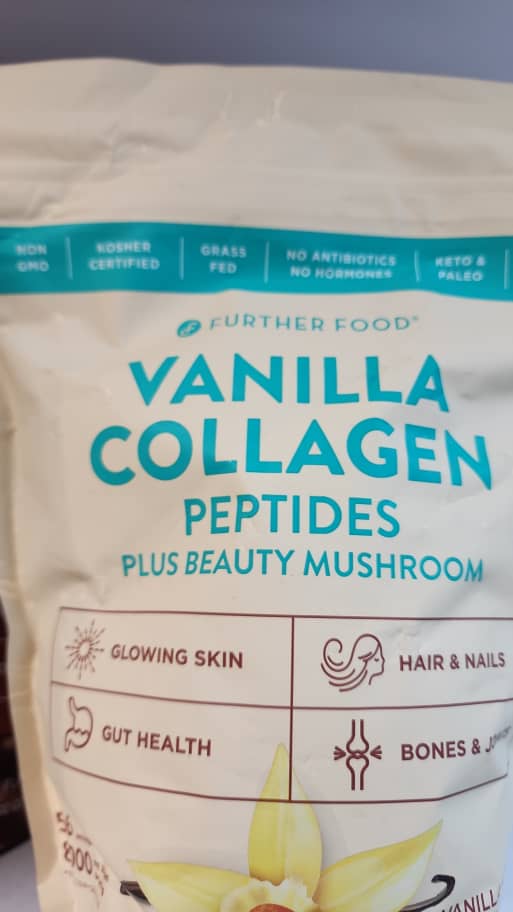 NON GMO
KOSHER CERTIFIED
GRASS FED
NO ANTIBIOTICS NO HORMONES
KETO & PALEO
FURTHER FOOD®
VANILLA
COLLAGEN
PEPTIDES
PLUS BEAUTY MUSHROOM
GLOWING SKIN
HAIR & NAILS
GUT HEALTH
BONES &